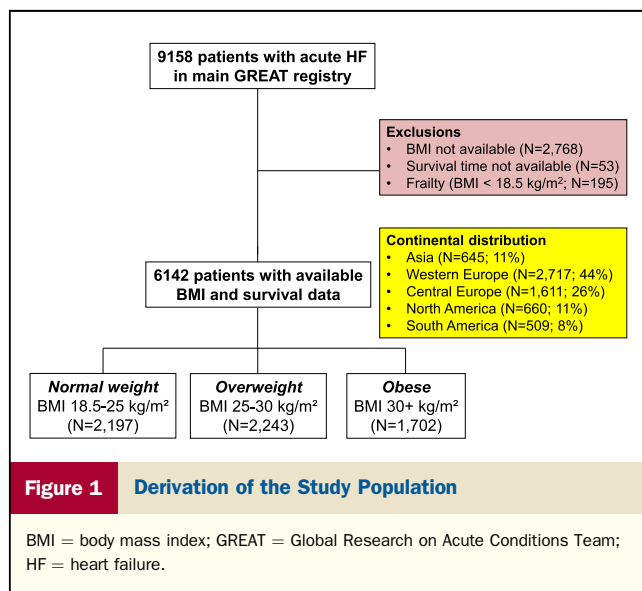 9158 patients with acute HF
in main GREAT registry
Exclusions
• BMI not available (N=2,768)
• Survival time not available (N=53)
• Frailty (BMI < 18.5 kg/m²; N=195)
6142 patients with available
BMI and survival data
Continental distribution
• Asia (N=645; 11%)
• Western Europe (N=2,717; 44%)
• Central Europe (N=1,611; 26%)
• North America (N=660; 11%)
• South America (N=509; 8%)
Normal weight
BMI 18.5-25 kg/m²
(N=2,197)
Overweight
BMI 25-30 kg/m²
(N=2,243)
Obese
BMI 30+ kg/m²
(N=1,702)
Figure 1 Derivation of the Study Population
BMI = body mass index; GREAT = Global Research on Acute Conditions Team;
HF = heart failure.